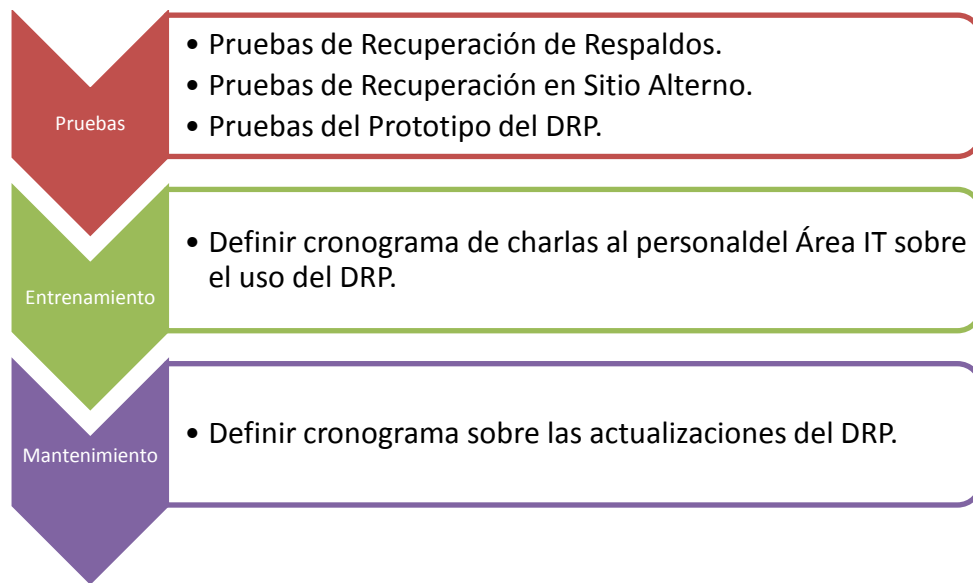 Pruebas
• Pruebas de Recuperación de Respaldos.
• Pruebas de Recuperación en Sitio Alterno.
• Pruebas del Prototipo del DRP.
Entrenamiento
• Definir cronograma de charlas al personaldel Área IT sobre
el uso del DRP.
Mantenimiento
• Definir cronograma sobre las actualizaciones del DRP.